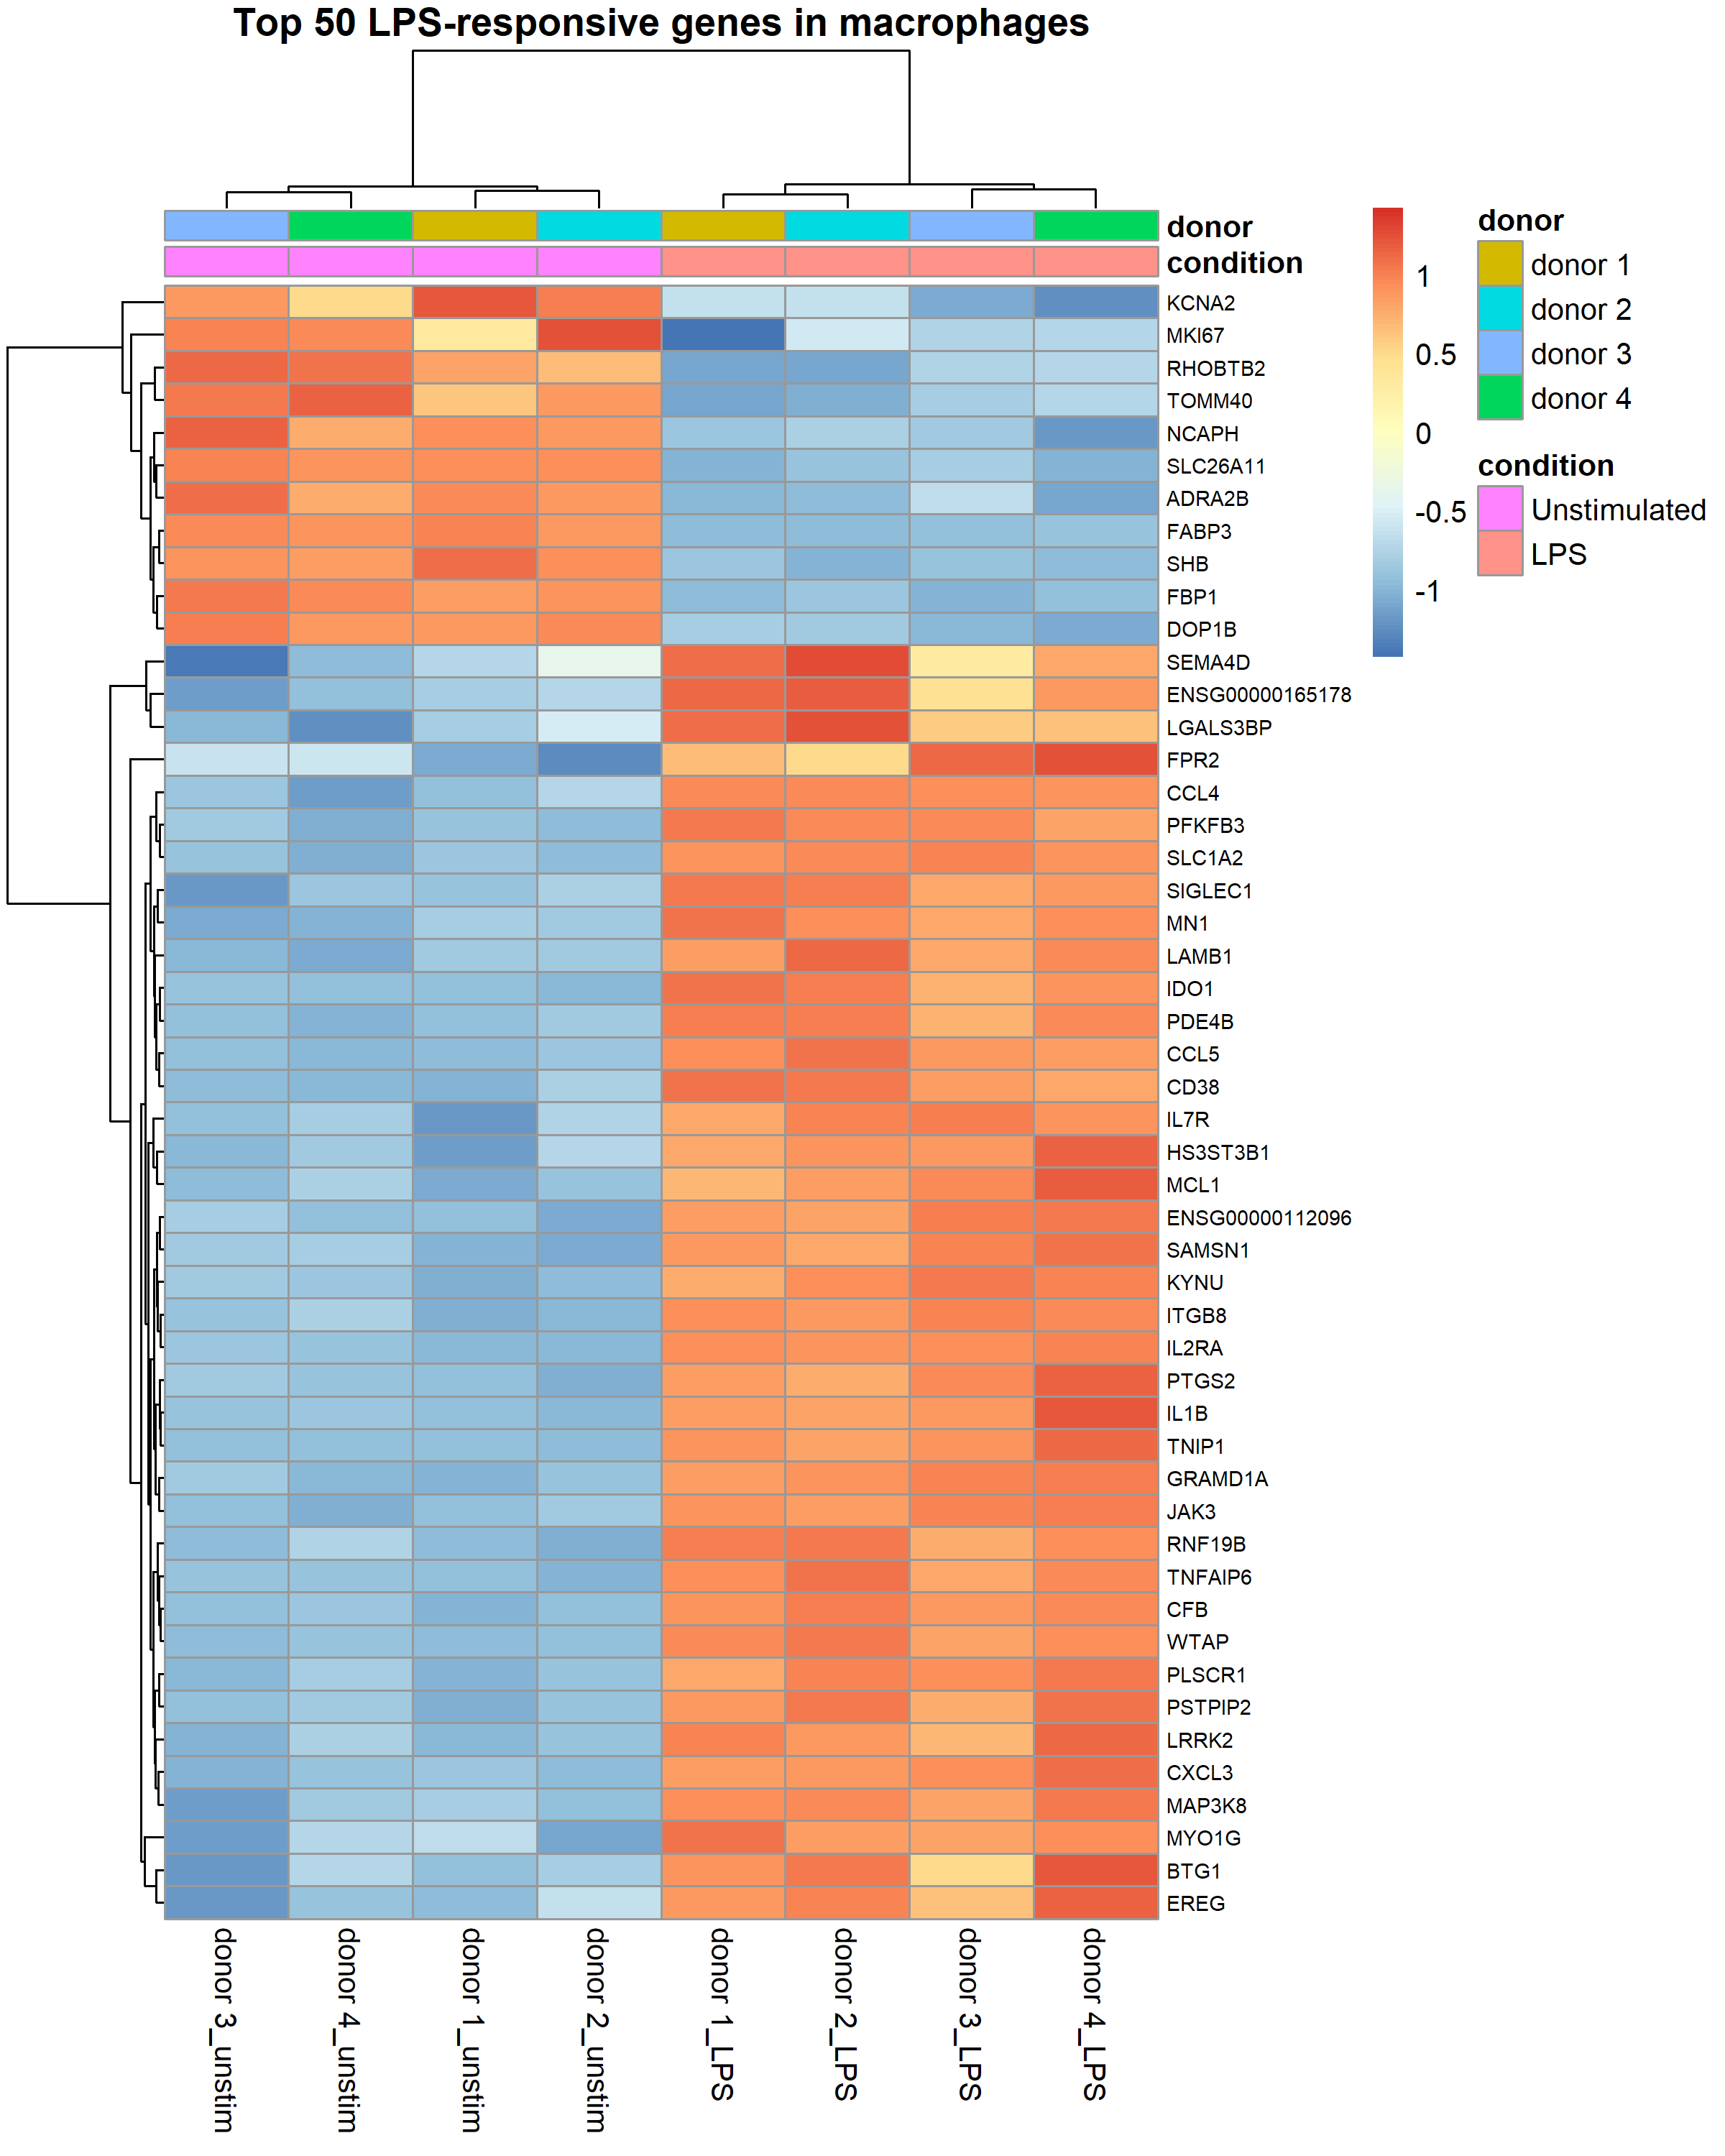 Top 50 LPS-responsive genes in macrophages
donor
condition
KCNA2
MKI67
RHOBTB2
TOMM40
NCAPH
SLC26A11
ADRA2B
FABP3
SHB
FBP1
DOP1B
SEMA4D
ENSG00000165178
LGALS3BP
FPR2
CCL4
PFKFB3
SLC1A2
SIGLEC1
MN1
LAMB1
IDO1
PDE4B
CCL5
CD38
IL7R
HS3ST3B1
MCL1
ENSG00000112096
SAMSN1
KYNU
ITGB8
IL2RA
PTGS2
IL1B
TNIP1
GRAMD1A
JAK3
RNF19B
TNFAIP6
CFB
WTAP
PLSCR1
PSTPIP2
LRRK2
CXCL3
MAP3K8
MYO1G
BTG1
EREG
donor 3_unstim
donor 4_unstim
donor 1_unstim
donor 2_unstim
donor 1_LPS
donor 2_LPS
donor 3_LPS
donor 4_LPS
1
0.5
0
-0.5
-1
donor
donor 1
donor 2
donor 3
donor 4
condition
Unstimulated
LPS